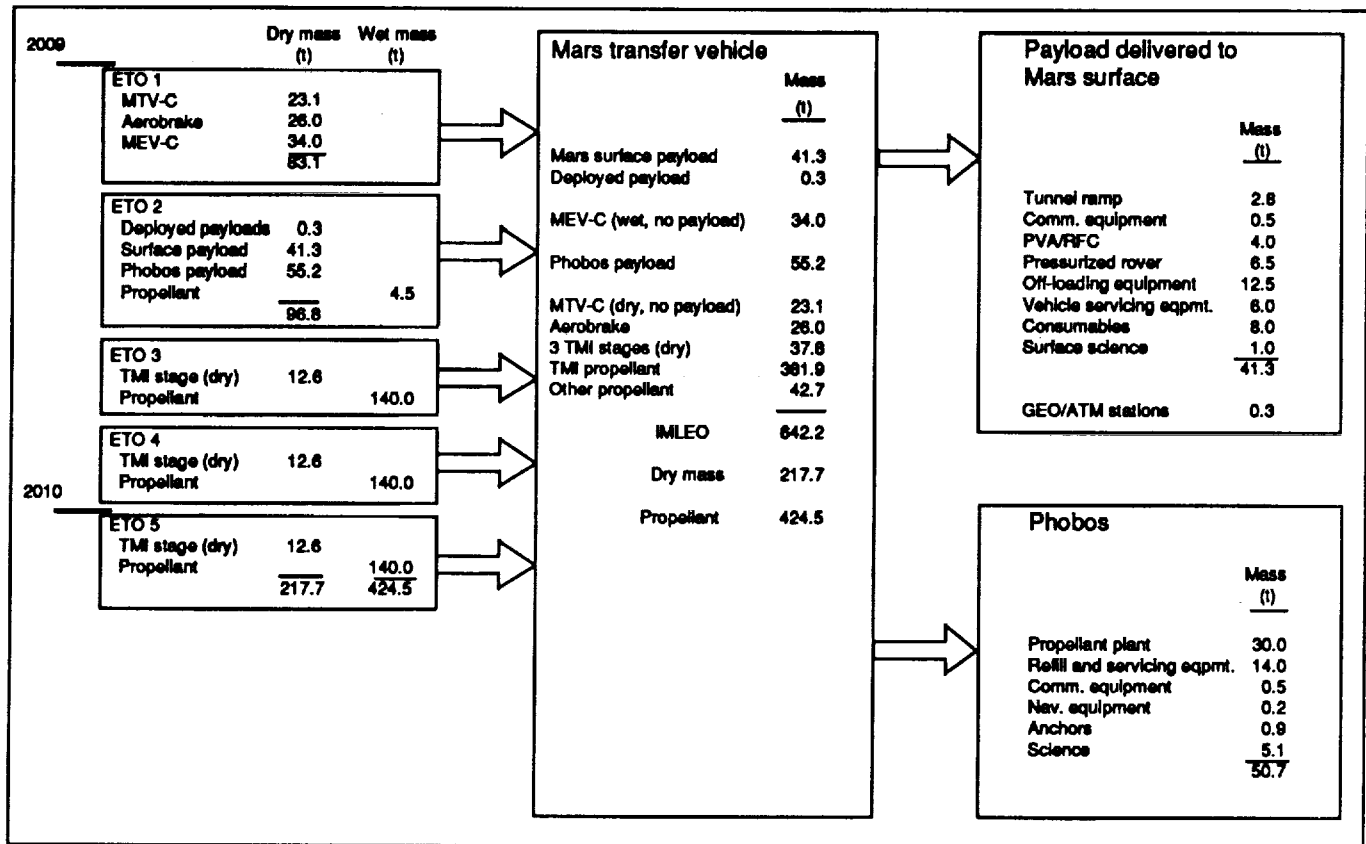 2009
Dry mass Wet mass
(t) (t)
ETO 1
MTV-C 23.1
Aerobrake 26.0
MEV-C 34.0
83.1
ETO 2
Deployed payloads 0.3
Surface payload 41.3
Phobos payload 55.2
Propellant 4.5
96.8
ETO 3
TMI stage (dry) 12.6
Propellant 140.0
ETO 4
TMI stage (dry) 12.6
Propellant 140.0
2010
ETO 5
TMI stage (dry) 12.6
Propellant 140.0
217.7 424.5
Mars transfer vehicle
Mass
(t)
Mars surface payload 41.3
Deployed payload 0.3
MEV-C (wet, no payload) 34.0
Phobos payload 55.2
MTV-C (dry, no payload) 23.1
Aerobrake 26.0
3 TMI stages (dry) 37.8
TMI propellant 381.9
Other propellant 42.7
IMLEO 642.2
Dry mass 217.7
Propellant 424.5
Payload delivered to
Mars surface
Mass
(t)
Tunnel ramp 2.8
Comm. equipment 0.5
PVA/RFC 4.0
Pressurized rover 6.5
Off-loading equipment 12.5
Vehicle servicing eqpmt. 6.0
Consumables 8.0
Surface science 1.0
41.3
GEO/ATM stations 0.3
Phobos
Mass
(t)
Propellant plant 30.0
Refill and servicing eqpmt. 14.0
Comm. equipment 0.5
Nav. equipment 0.2
Anchors 0.9
Science 5.1
50.7